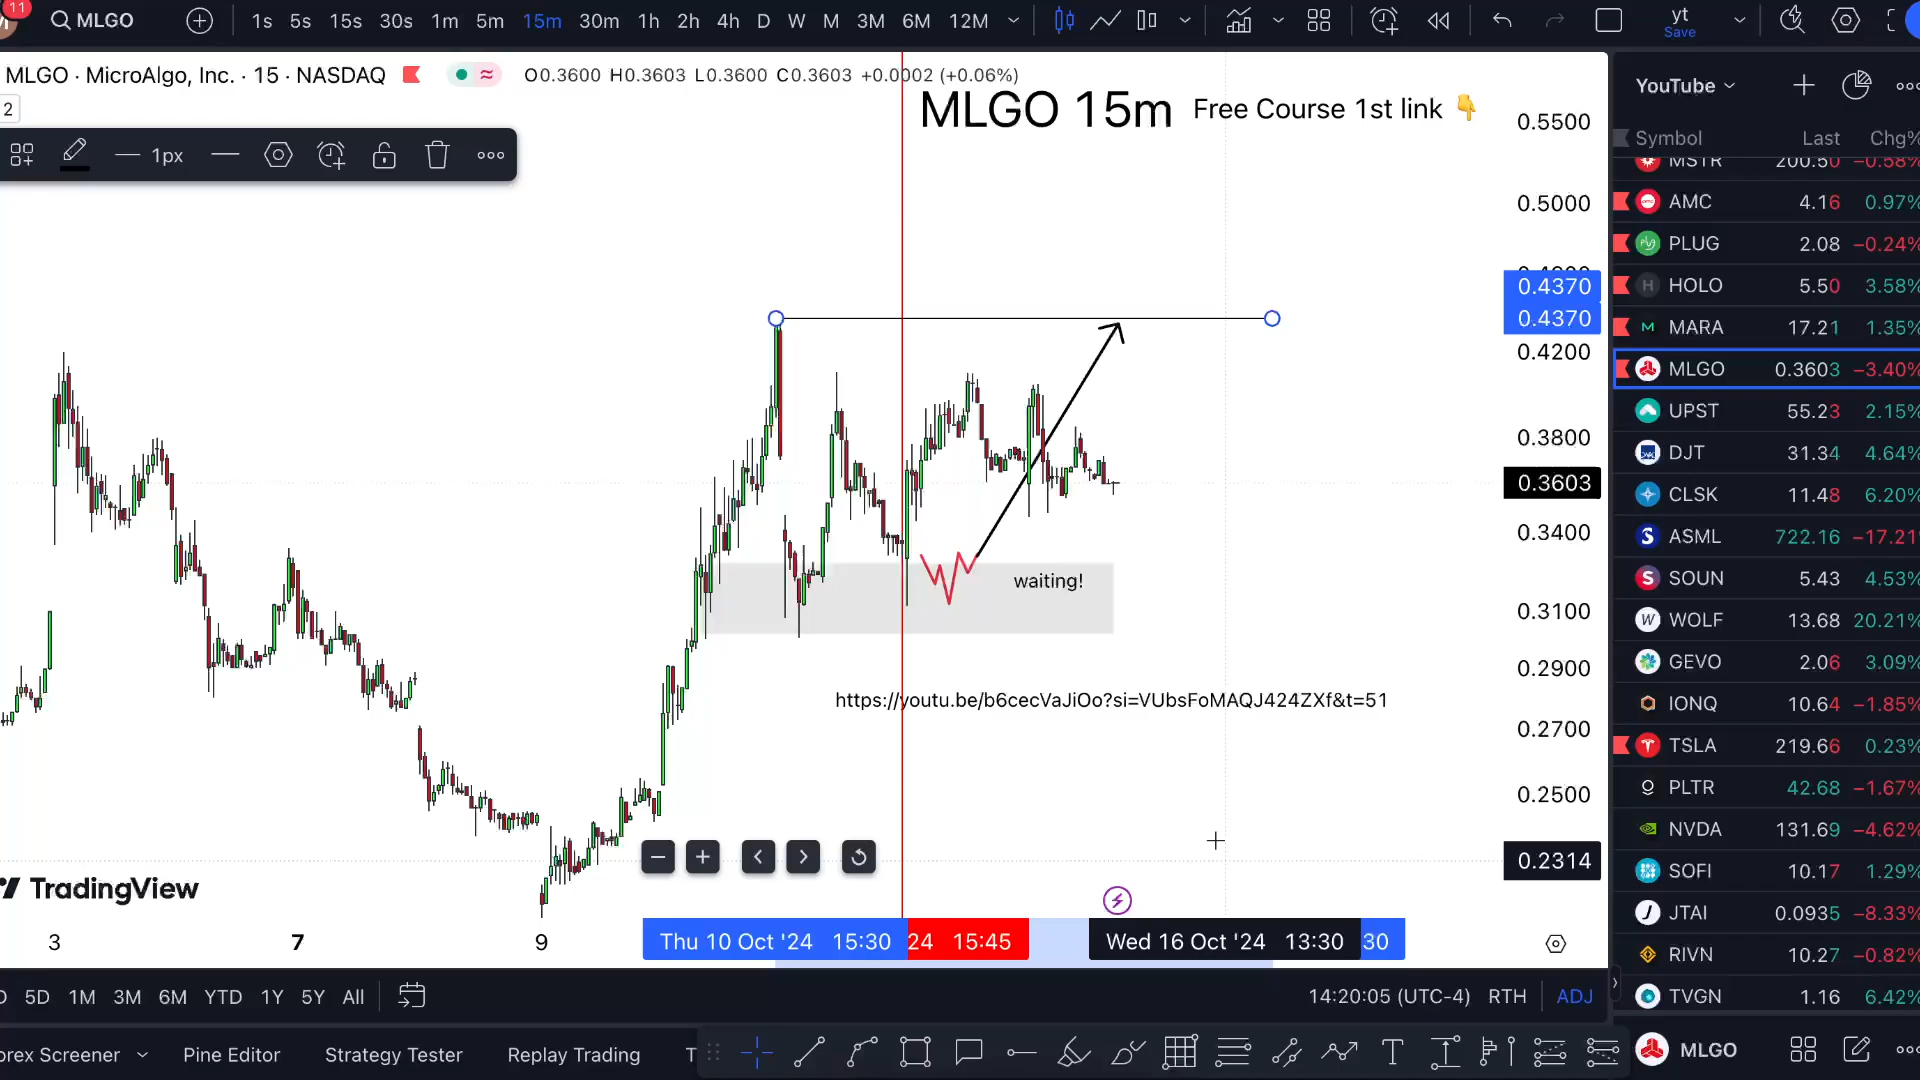 11
MLGO 1s 5s 15s 30s 1m 5m 15m 30m 1h 2h 4h D W M 3M 6M 12M yt
Save
MLGO · MicroAlgo, Inc. · 15 · NASDAQ O0.3600 H0.3603 L0.3600 C0.3603 +0.0002 (+0.06%)
2
MLGO 15m Free Course 1st link
1px
0.5500
0.5000
0.4370
0.4370
0.4200
0.3800
0.3603
0.3400
0.3100
0.2900
0.2700
0.2500
0.2314
waiting!
https://youtu.be/b6cecVaJiOo?si=VUbsFoMAQJ424ZXf&t=51
TradingView
3 7 9 Thu 10 Oct '24 15:30 24 15:45 Wed 16 Oct '24 13:30 30
5D 1M 3M 6M YTD 1Y 5Y All 14:20:05 (UTC-4) RTH ADJ
orex Screener Pine Editor Strategy Tester Replay Trading T
YouTube
Symbol Last Chg%
MSTR 200.50 −0.58%
AMC 4.16 0.97%
PLUG 2.08 −0.24%
HOLO 5.50 3.58%
MARA 17.21 1.35%
MLGO 0.3603 −3.40%
UPST 55.23 2.15%
DJT 31.34 4.64%
CLSK 11.48 6.20%
ASML 722.16 −17.21
SOUN 5.43 4.53%
WOLF 13.68 20.21%
GEVO 2.06 3.09%
IONQ 10.64 −1.85%
TSLA 219.66 0.23%
PLTR 42.68 −1.67%
NVDA 131.69 −4.62%
SOFI 10.17 1.29%
JTAI 0.0935 −8.33%
RIVN 10.27 −0.82%
TVGN 1.16 6.42%
MLGO